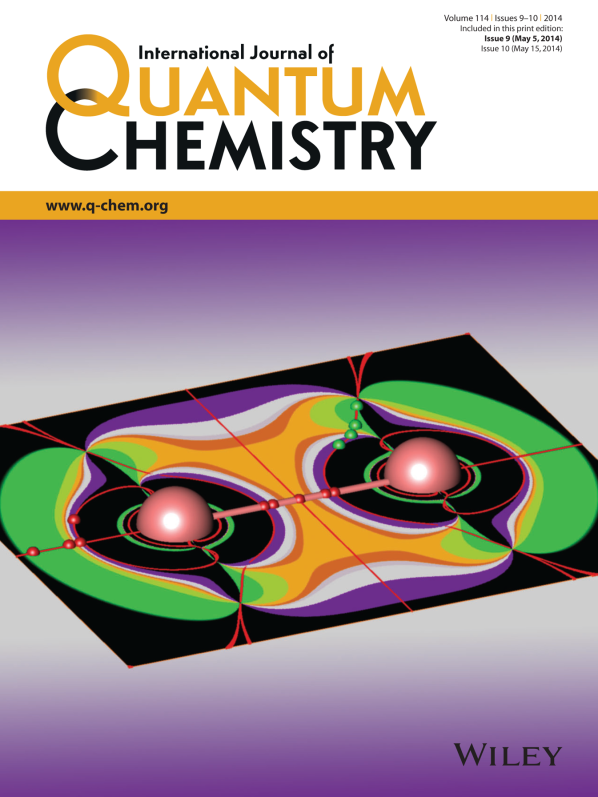 Volume 114 | Issues 9–10 | 2014
Included in this print edition:
Issue 9 (May 5, 2014)
Issue 10 (May 15, 2014)
International Journal of
QUANTUM
CHEMISTRY
www.q-chem.org
WILEY